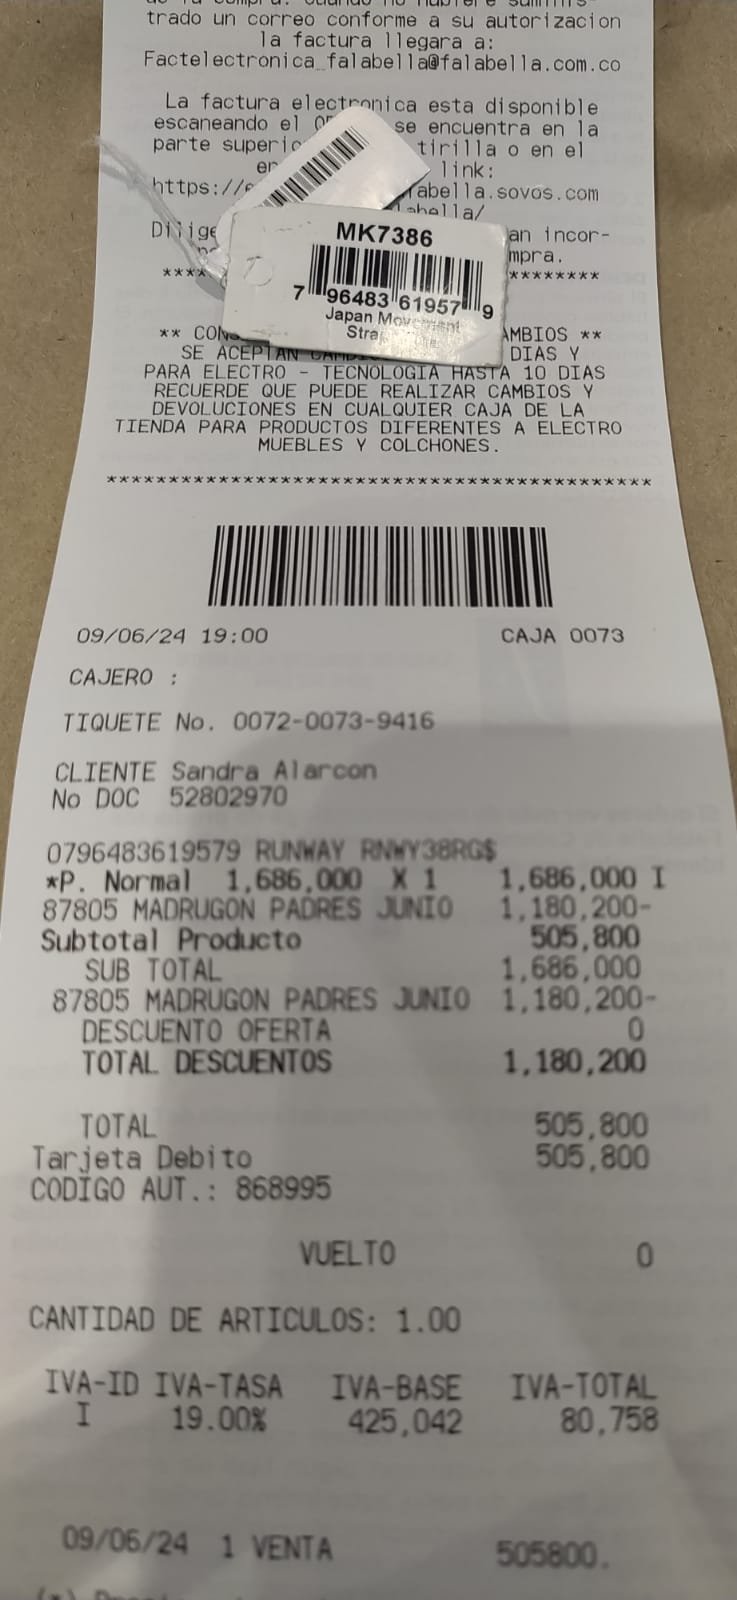 trado un correo conforme a su autorizacion
la factura llegara a:
Factelectronica_falabella@falabella.com.co
La factura electronica esta disponible
escaneando el se encuentra en la
parte tirilla o en el
link:
https:// abella.sovos.com
abella/
an incor-
mpra.
**** ********
MK7386
7 96483 61957 9
Japan Movement
** AMBIOS **
SE ACEPTAN DIAS Y
PARA ELECTRO - TECNOLOGIA HASTA 10 DIAS
RECUERDE QUE PUEDE REALIZAR CAMBIOS Y
DEVOLUCIONES EN CUALQUIER CAJA DE LA
TIENDA PARA PRODUCTOS DIFERENTES A ELECTRO
MUEBLES Y COLCHONES.
********************************************
09/06/24 19:00 CAJA 0073
CAJERO :
TIQUETE No. 0072-0073-9416
CLIENTE Sandra Alarcon
No DOC 52802970
0796483619579 RUNWAY RNWY38RG$
*P. Normal 1,686,000 X 1 1,686,000 I
87805 MADRUGON PADRES JUNIO 1,180,200-
Subtotal Producto 505,800
SUB TOTAL 1,686,000
87805 MADRUGON PADRES JUNIO 1,180,200-
DESCUENTO OFERTA 0
TOTAL DESCUENTOS 1,180,200
TOTAL 505,800
Tarjeta Debito 505,800
CODIGO AUT.: 868995
VUELTO 0
CANTIDAD DE ARTICULOS: 1.00
IVA-ID IVA-TASA IVA-BASE IVA-TOTAL
I 19.00% 425,042 80,758
09/06/24 1 VENTA 505800.